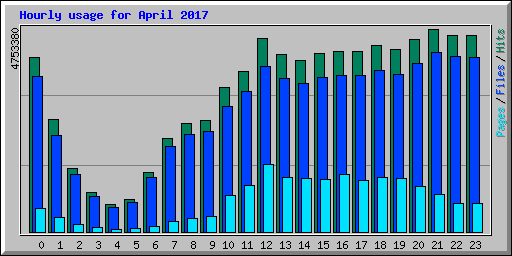 Hourly usage for April 2017
4753380
Pages / Files / Hits
0 1 2 3 4 5 6 7 8 9 10 11 12 13 14 15 16 17 18 19 20 21 22 23